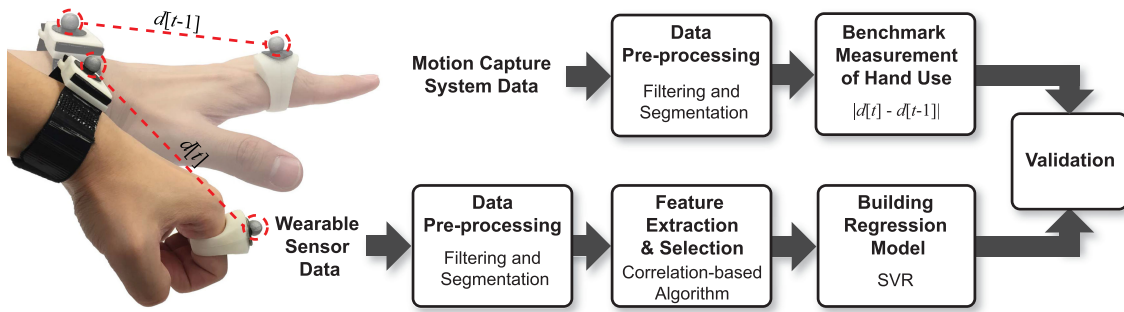 d[t-1]
d[t]
Motion Capture
System Data
Data
Pre-processing
Filtering and
Segmentation
Benchmark
Measurement
of Hand Use
|d[t] - d[t-1]|
Validation
Wearable
Sensor
Data
Data
Pre-processing
Filtering and
Segmentation
Feature
Extraction
& Selection
Correlation-based
Algorithm
Building
Regression
Model
SVR